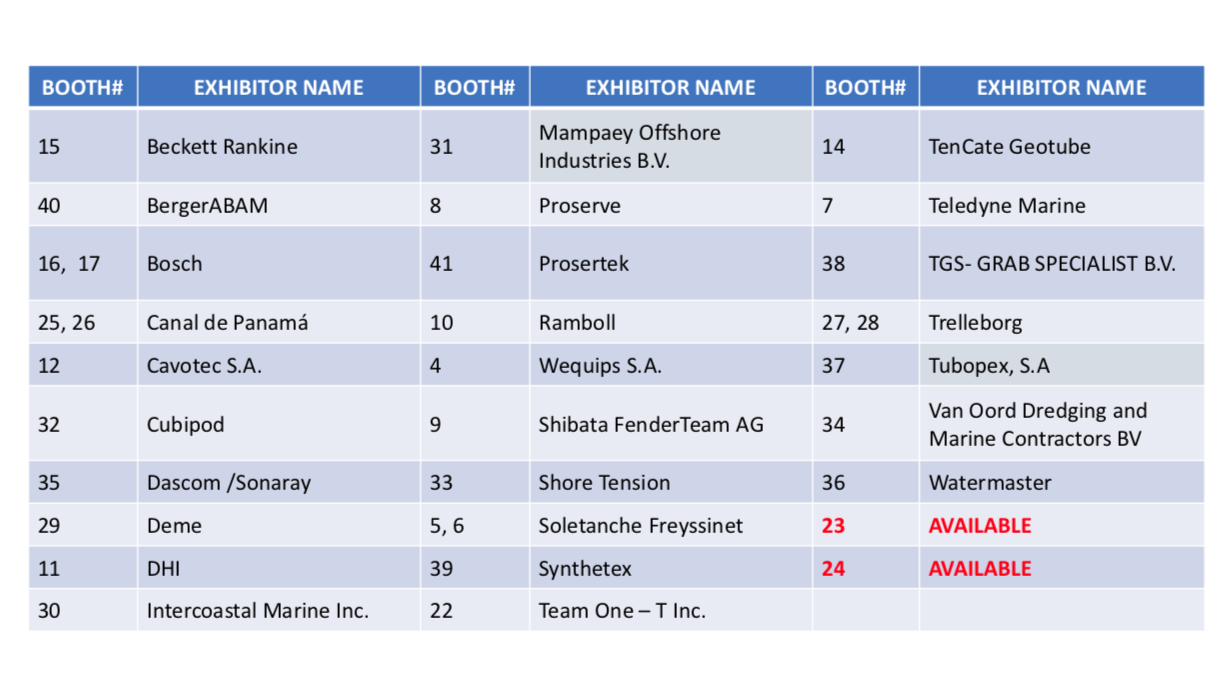 BOOTH# EXHIBITOR NAME BOOTH# EXHIBITOR NAME BOOTH# EXHIBITOR NAME
15 Beckett Rankine 31 Mampaey Offshore Industries B.V. 14 TenCate Geotube
40 BergerABAM 8 Proserve 7 Teledyne Marine
16, 17 Bosch 41 Prosertek 38 TGS- GRAB SPECIALIST B.V.
25, 26 Canal de Panamá 10 Ramboll 27, 28 Trelleborg
12 Cavotec S.A. 4 Wequips S.A. 37 Tubopex, S.A
32 Cubipod 9 Shibata FenderTeam AG 34 Van Oord Dredging and Marine Contractors BV
35 Dascom /Sonaray 33 Shore Tension 36 Watermaster
29 Deme 5, 6 Soletanche Freyssinet 23 AVAILABLE
11 DHI 39 Synthetex 24 AVAILABLE
30 Intercoastal Marine Inc. 22 Team One – T Inc.